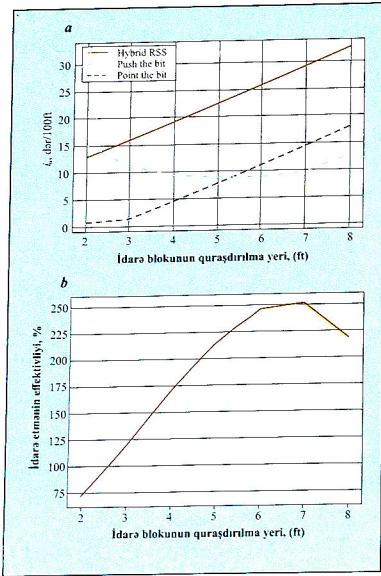 a
Hybrid RSS
Push the bit
Point the bit
30
25
20
15
10
5
0
i, dər/100ft
2 3 4 5 6 7 8
İdarə blokunun quraşdırılma yeri, (ft)
b
250
225
200
175
150
125
100
75
İdarə etmənin effektivliyi, %
2 3 4 5 6 7 8
İdarə blokunun quraşdırılma yeri, (ft)